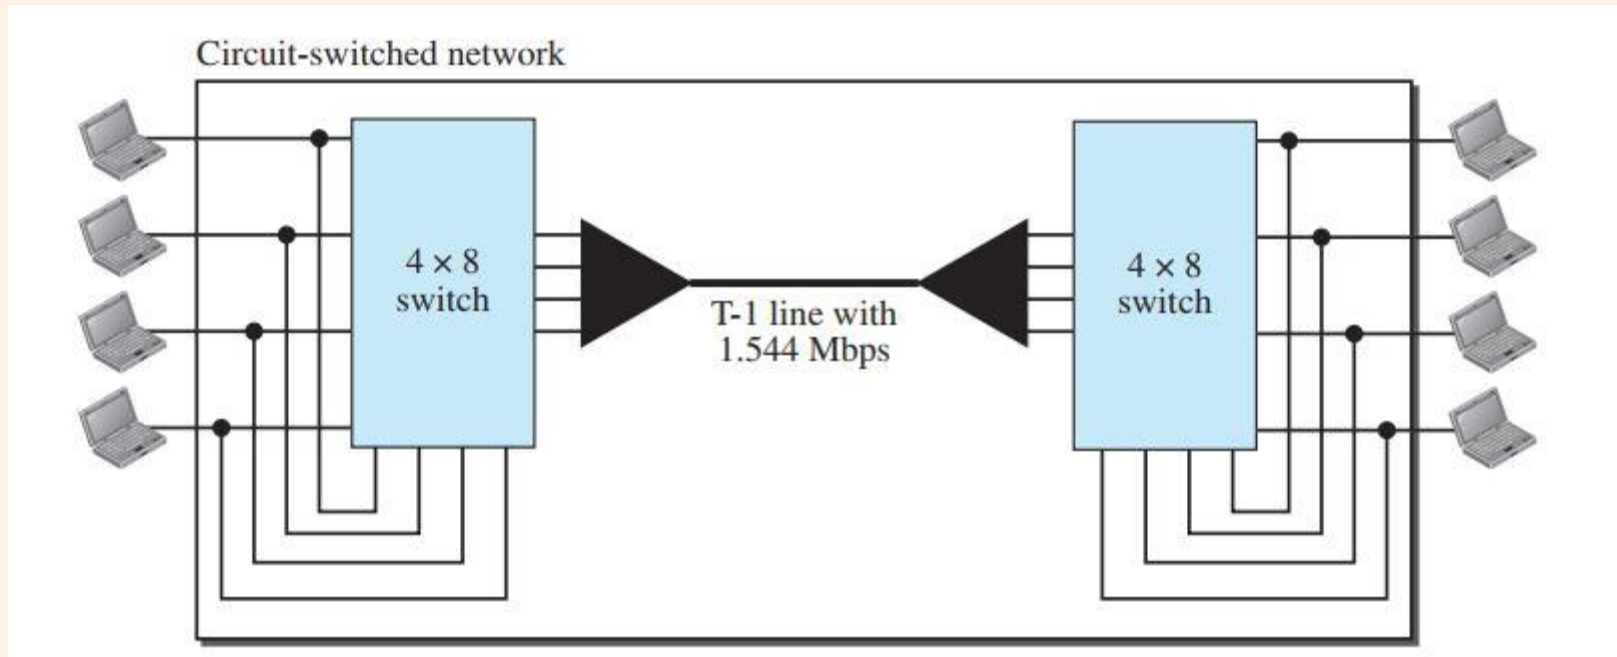 Circuit-switched network
4 × 8
switch
T-1 line with
1.544 Mbps
4 × 8
switch